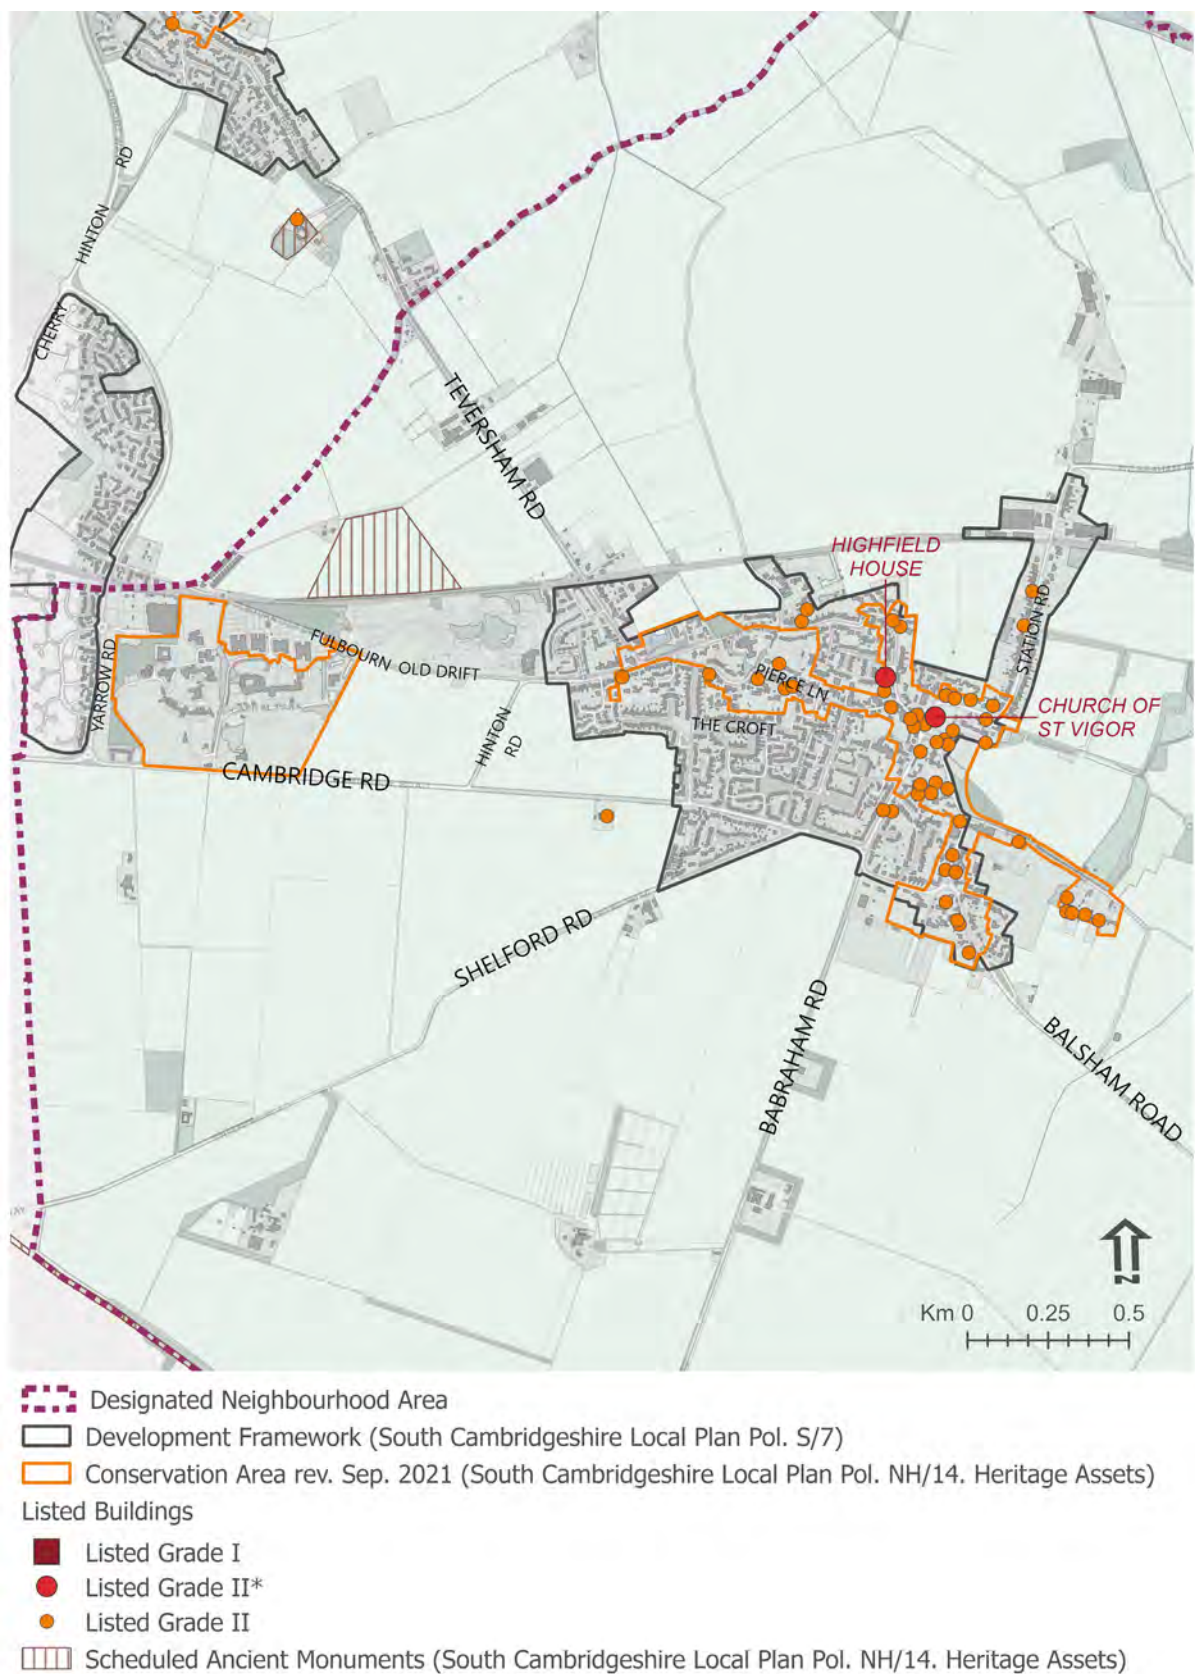 HINTON
RD
CHERRY
TEVERSHAM RD
HIGHFIELD
HOUSE
STATION RD
YARROW RD
FULBOURN OLD DRIFT
PIERCE LN
CHURCH OF
ST VIGOR
THE CROFT
HINTON
RD
CAMBRIDGE RD
SHELFORD RD
BABRAHAM RD
BALSHAM ROAD
N
Km 0 0.25 0.5
Designated Neighbourhood Area
Development Framework (South Cambridgeshire Local Plan Pol. S/7)
Conservation Area rev. Sep. 2021 (South Cambridgeshire Local Plan Pol. NH/14. Heritage Assets)
Listed Buildings
Listed Grade I
Listed Grade II*
Listed Grade II
Scheduled Ancient Monuments (South Cambridgeshire Local Plan Pol. NH/14. Heritage Assets)